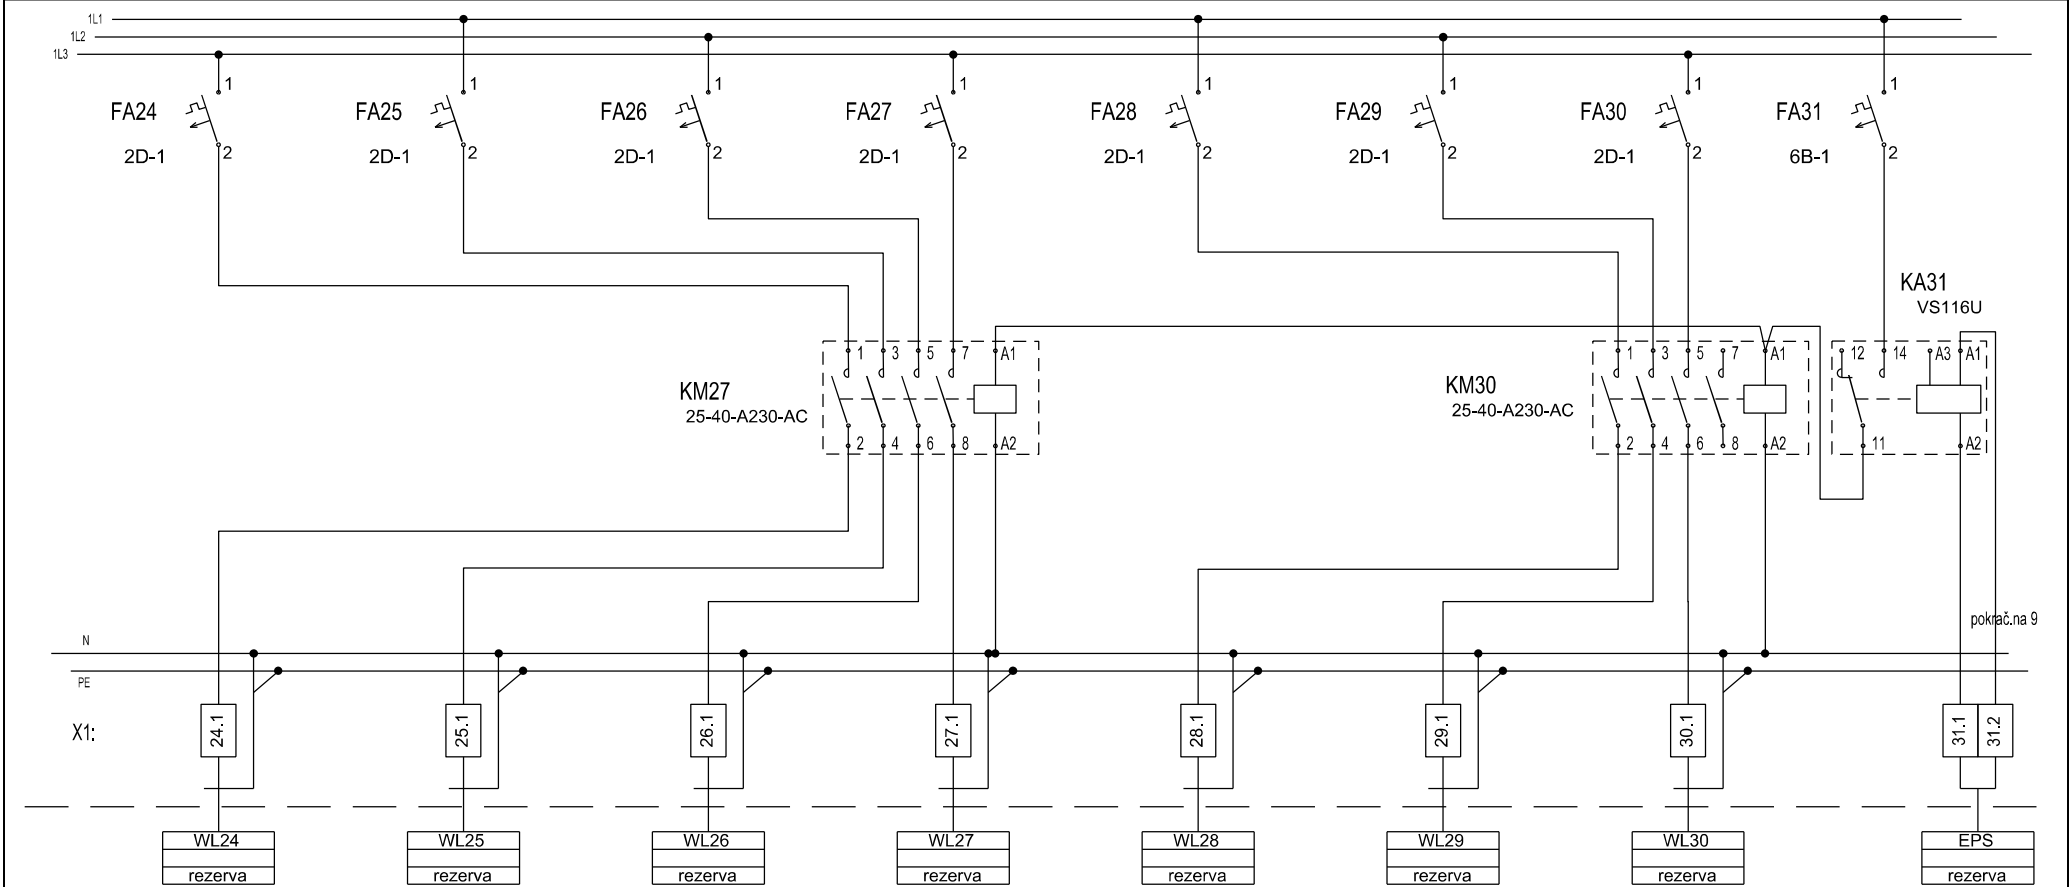 1L1
1L2
1L3
1 1 1 1 1 1 1 1
FA24 FA25 FA26 FA27 FA28 FA29 FA30 FA31
2 2 2 2 2 2 2 2
2D-1 2D-1 2D-1 2D-1 2D-1 2D-1 2D-1 6B-1
KA31
VS116U
1 3 5 7 A1 1 3 5 7 A1 12 14 A3 A1
KM27 KM30
25-40-A230-AC 25-40-A230-AC
2 4 6 8 A2 2 4 6 8 A2 11 A2
pokrač.na 9
N
PE
X1: 24.1 25.1 26.1 27.1 28.1 29.1 30.1 31.1 31.2
WL24 WL25 WL26 WL27 WL28 WL29 WL30 EPS
rezerva rezerva rezerva rezerva rezerva rezerva rezerva rezerva